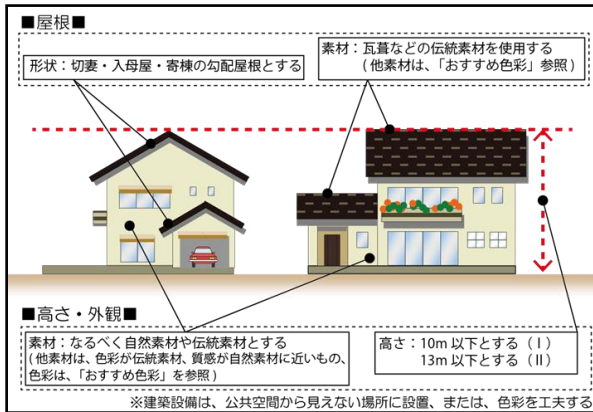 ■屋根■
形状：切妻・入母屋・寄棟の勾配屋根とする
素材：瓦葺などの伝統素材を使用する
(他素材は、「おすすめ色彩」参照)
■高さ・外観■
素材：なるべく自然素材や伝統素材とする
(他素材は、色彩が伝統素材、質感が自然素材に近いもの、
色彩は、「おすすめ色彩」を参照)
高さ：10m 以下とする（Ⅰ）
13m 以下とする（Ⅱ）
※建築設備は、公共空間から見えない場所に設置、または、色彩を工夫する